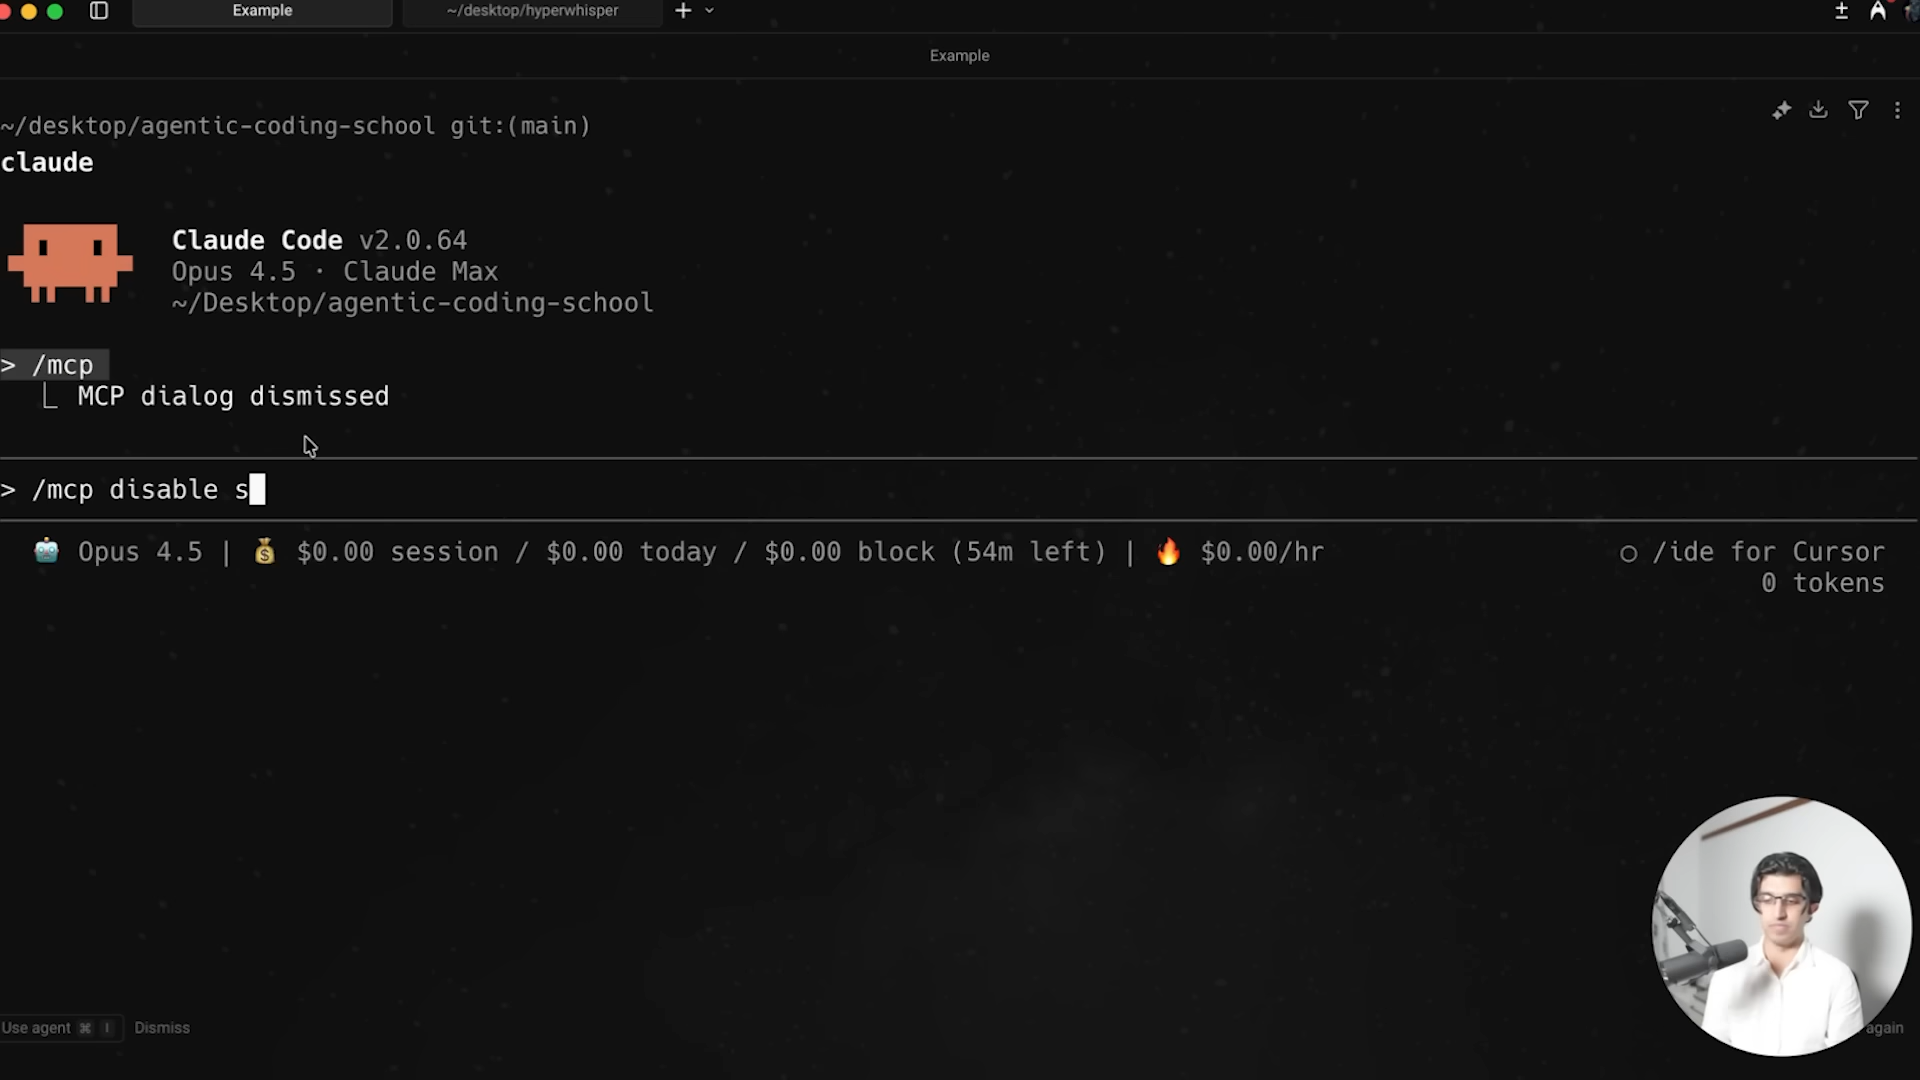 Example
~/desktop/hyperwhisper
Example
~/desktop/agentic-coding-school git:(main)
claude
Claude Code v2.0.64
Opus 4.5 · Claude Max
~/Desktop/agentic-coding-school
> /mcp
MCP dialog dismissed
> /mcp disable s
Opus 4.5 | $0.00 session / $0.00 today / $0.00 block (54m left) | $0.00/hr
○ /ide for Cursor
0 tokens
Use agent ⌘ I Dismiss
again